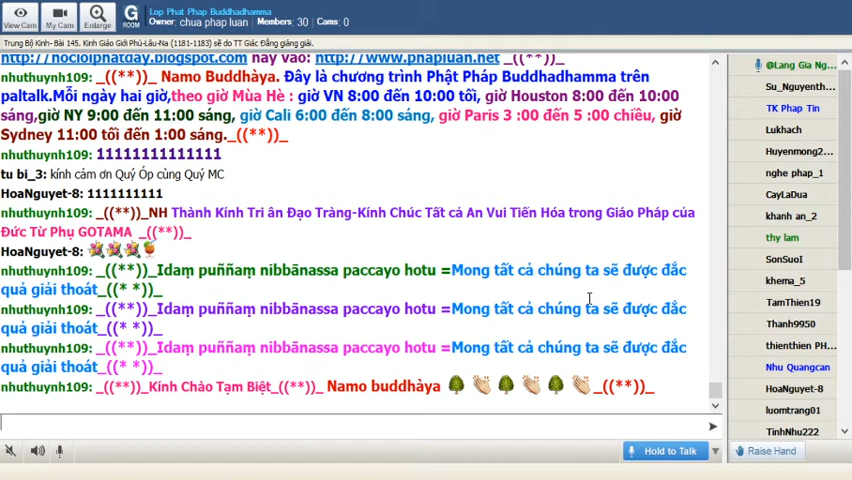 View Cam
My Cam
Enlarge
G
ROOM
Lop Phat Phap Buddhadhamma
Owner: chua phap luan
Members: 30
Cams: 0
Trung Bộ Kinh- Bài 145. Kinh Giáo Giới Phú-Lâu-Na (1181-1183) sẽ do TT Giác Đẳng giảng giải.
http://hocloiphatday.blogspot.com hay vào: http://www.phapluan.net _((**)_
nhuthuynh109: _((**)_ Namo Buddhàya. Đây là chương trình Phật Pháp Buddhadhamma trên
paltalk.Mỗi ngày hai giờ,theo giờ Mùa Hè : giờ VN 8:00 đến 10:00 tối, giờ Houston 8:00 đến 10:00
sáng,giờ NY 9:00 đến 11:00 sáng, giờ Cali 6:00 đến 8:00 sáng, giờ Paris 3 :00 đến 5 :00 chiều, giờ
Sydney 11:00 tối đến 1:00 sáng._((**)_
nhuthuynh109: 11111111111111
tu bi_3: kính cảm ơn Quý Óp cùng Quý MC
HoaNguyet-8: 1111111111
nhuthuynh109: _((**)_NH Thành Kính Tri ân Đạo Tràng-Kính Chúc Tất cả An Vui Tiến Hóa trong Giáo Pháp của
Đức Từ Phụ GOTAMA _((**)_
HoaNguyet-8:
nhuthuynh109: _((**)_Idaṃ puññaṃ nibbānassa paccayo hotu =Mong tất cả chúng ta sẽ được đắc
quả giải thoát_((* *)_
nhuthuynh109: _((**)_Idaṃ puññaṃ nibbānassa paccayo hotu =Mong tất cả chúng ta sẽ được đắc
quả giải thoát_((* *)_
nhuthuynh109: _((**)_Idaṃ puññaṃ nibbānassa paccayo hotu =Mong tất cả chúng ta sẽ được đắc
quả giải thoát_((* *)_
nhuthuynh109: _((**)_Kính Chào Tạm Biệt_((**)_ Namo buddhàya _((**)_
@Lang Gia Ng...
Su_Nguyenth...
TK Phap Tin
Lukhach
Huyenmong2...
nghe phap_1
CayLaDua
khanh an_2
thy lam
SonSuoI
khema_5
TamThien19
Thanh9950
thienthien PH...
Nhu Quangcan
HoaNguyet-8
luomtrang01
TinhNhu222
Hold to Talk
Raise Hand